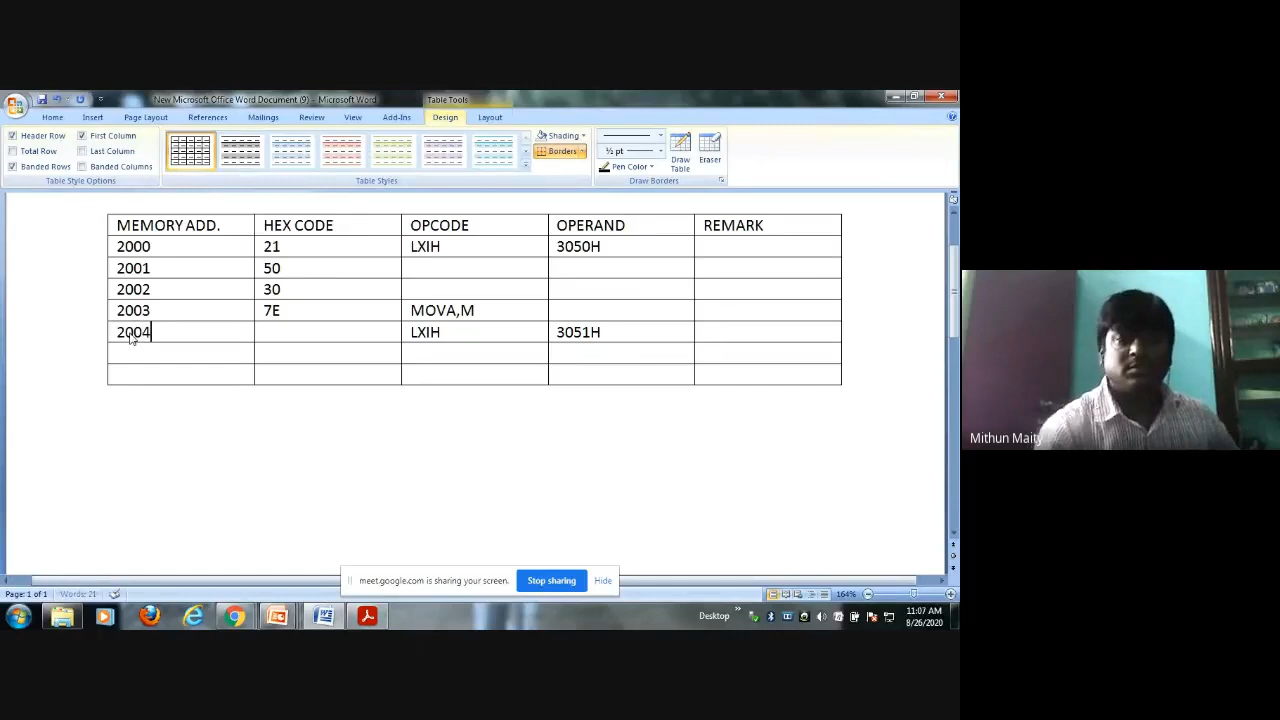 New Microsoft Office Word Document (9) - Microsoft Word
Table Tools
Home Insert Page Layout References Mailings Review View Add-Ins Design Layout
Header Row First Column
Total Row Last Column
Banded Rows Banded Columns
Table Style Options
Table Styles
Shading
Borders
½ pt
Pen Color
Draw Table
Eraser
Draw Borders
MEMORY ADD. HEX CODE OPCODE OPERAND REMARK
2000 21 LXIH 3050H
2001 50
2002 30
2003 7E MOVA,M
2004 LXIH 3051H
Mithun Maity
meet.google.com is sharing your screen. Stop sharing Hide
Page: 1 of 1 Words: 21 164%
Desktop
11:07 AM
8/26/2020